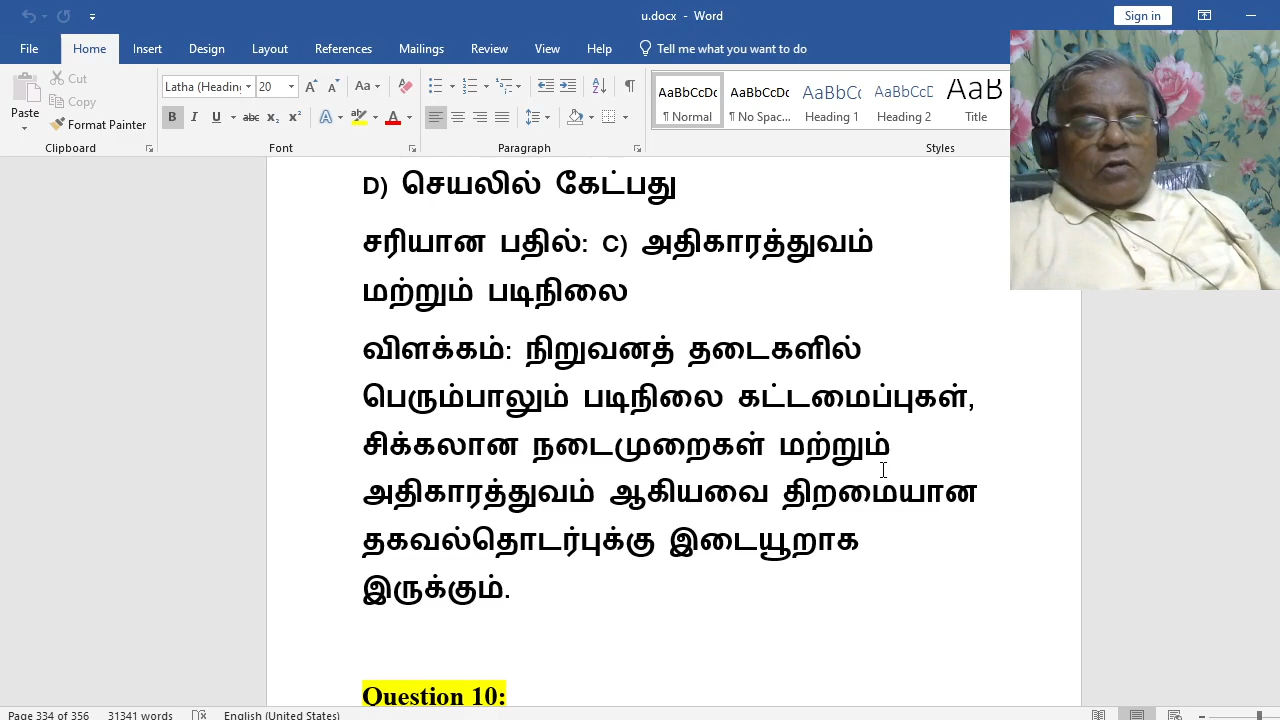 u.docx - Word
Sign in
File Home Insert Design Layout References Mailings Review View Help Tell me what you want to do
Paste
Cut
Copy
Format Painter
Clipboard
Latha (Heading 20
Font
Paragraph
AaBbCcDc AaBbCcDc AaBbCc AaBbCcD AaB
¶ Normal ¶ No Spac... Heading 1 Heading 2 Title
Styles
D) செயலில் கேட்பது
சரியான பதில்: C) அதிகாரத்துவம்
மற்றும் படிநிலை
விளக்கம்: நிறுவனத் தடைகளில்
பெரும்பாலும் படிநிலை கட்டமைப்புகள்,
சிக்கலான நடைமுறைகள் மற்றும்
அதிகாரத்துவம் ஆகியவை திறமையான
தகவல்தொடர்புக்கு இடையூறாக
இருக்கும்.
Question 10:
Page 334 of 356 31341 words English (United States)